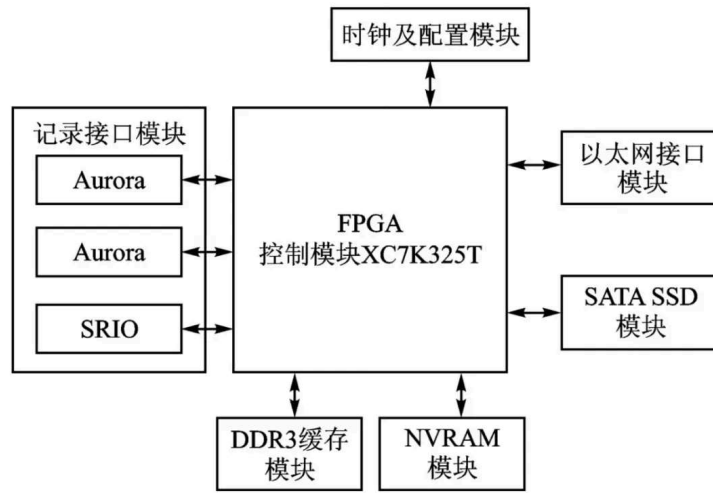 时钟及配置模块
记录接口模块
Aurora
Aurora
SRIO
FPGA
控制模块XC7K325T
以太网接口
模块
SATA SSD
模块
DDR3缓存
模块
NVRAM
模块